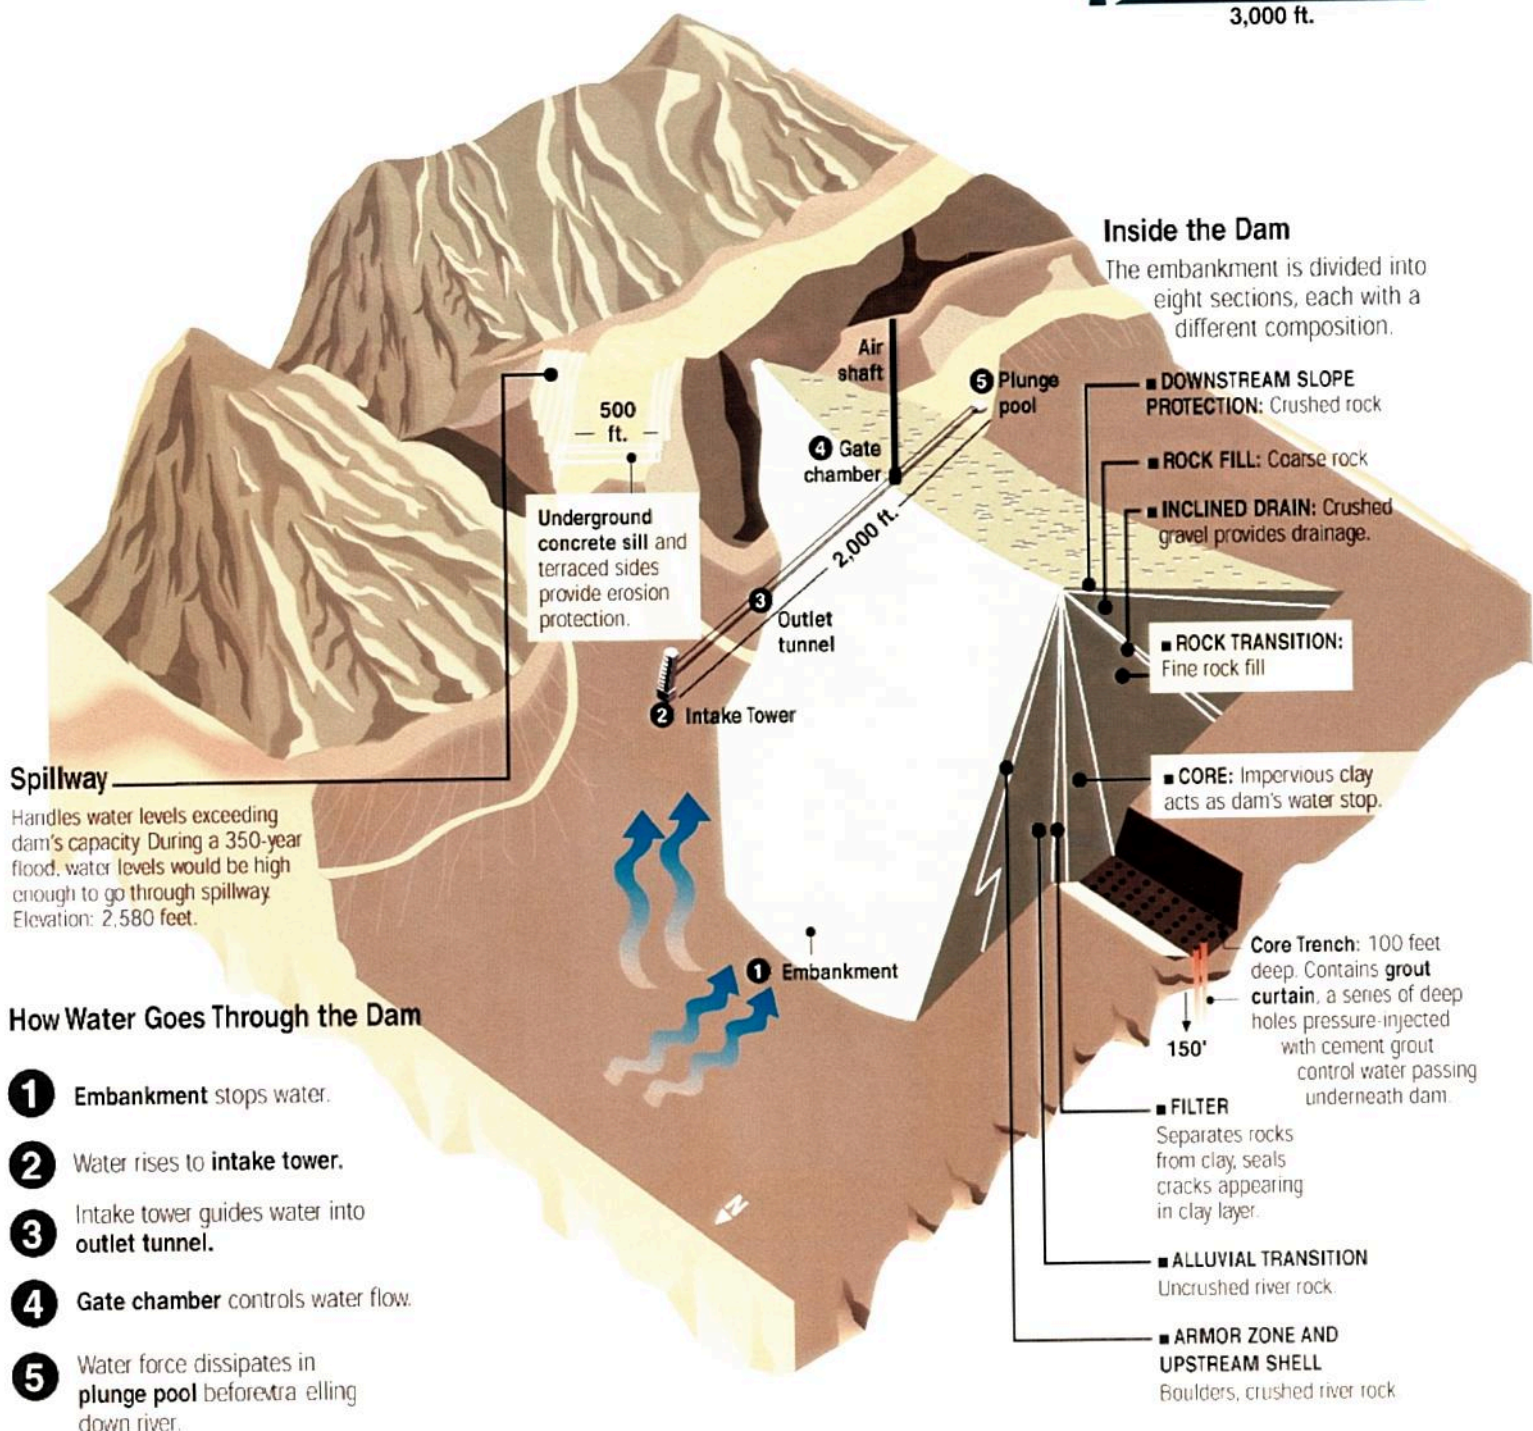 3,000 ft.
Inside the Dam
The embankment is divided into
eight sections, each with a
different composition.
Air
shaft
5 Plunge
pool
■ DOWNSTREAM SLOPE
PROTECTION: Crushed rock
500
ft.
4 Gate
chamber
■ ROCK FILL: Coarse rock
■ INCLINED DRAIN: Crushed
gravel provides drainage.
Underground
concrete sill and
terraced sides
provide erosion
protection.
2,000 ft.
3
Outlet
tunnel
■ ROCK TRANSITION:
Fine rock fill
2 Intake Tower
Spillway
Handles water levels exceeding
dam's capacity During a 350-year
flood, water levels would be high
enough to go through spillway
Elevation: 2,580 feet.
■ CORE: Impervious clay
acts as dam's water stop.
1 Embankment
Core Trench: 100 feet
deep. Contains grout
curtain, a series of deep
holes pressure-injected
with cement grout
control water passing
underneath dam.
150'
How Water Goes Through the Dam
1 Embankment stops water.
2 Water rises to intake tower.
3 Intake tower guides water into
outlet tunnel.
4 Gate chamber controls water flow.
5 Water force dissipates in
plunge pool beforevtra elling
down river.
N
■ FILTER
Separates rocks
from clay, seals
cracks appearing
in clay layer.
■ ALLUVIAL TRANSITION
Uncrushed river rock.
■ ARMOR ZONE AND
UPSTREAM SHELL
Boulders, crushed river rock